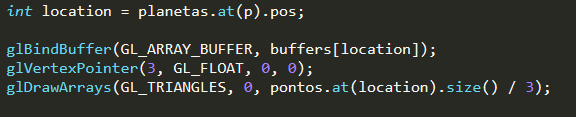 int location = planetas.at(p).pos;
glBindBuffer(GL_ARRAY_BUFFER, buffers[location]);
glVertexPointer(3, GL_FLOAT, 0, 0);
glDrawArrays(GL_TRIANGLES, 0, pontos.at(location).size() / 3);